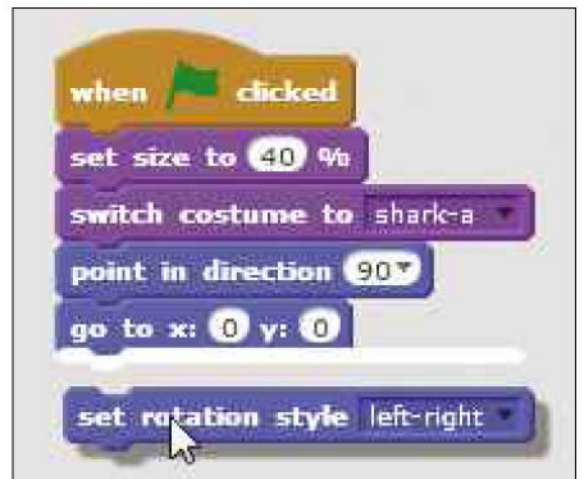 when clicked
set size to 40 %
switch costume to shark-a
point in direction 90
go to x: 0 y: 0
set rotation style left-right